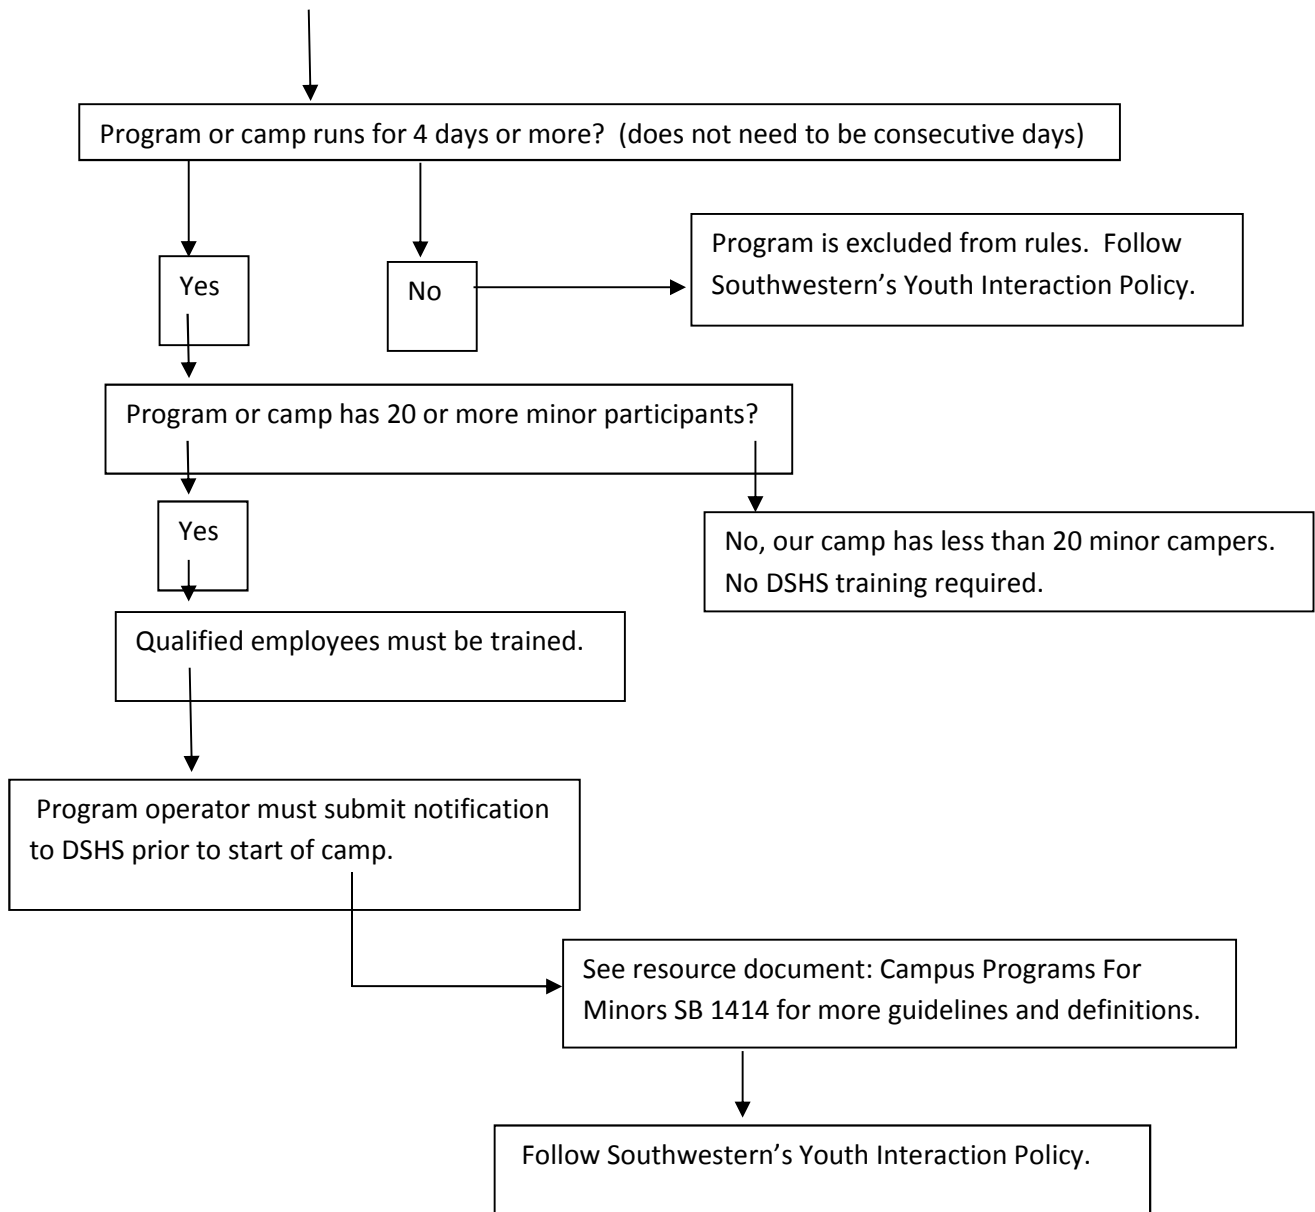 Program or camp runs for 4 days or more?  (does not need to be consecutive days)
Yes
No
Program is excluded from rules.  Follow
Southwestern’s Youth Interaction Policy.
Program or camp has 20 or more minor participants?
Yes
No, our camp has less than 20 minor campers.
No DSHS training required.
Qualified employees must be trained.
Program operator must submit notification
to DSHS prior to start of camp.
See resource document: Campus Programs For
Minors SB 1414 for more guidelines and definitions.
Follow Southwestern’s Youth Interaction Policy.